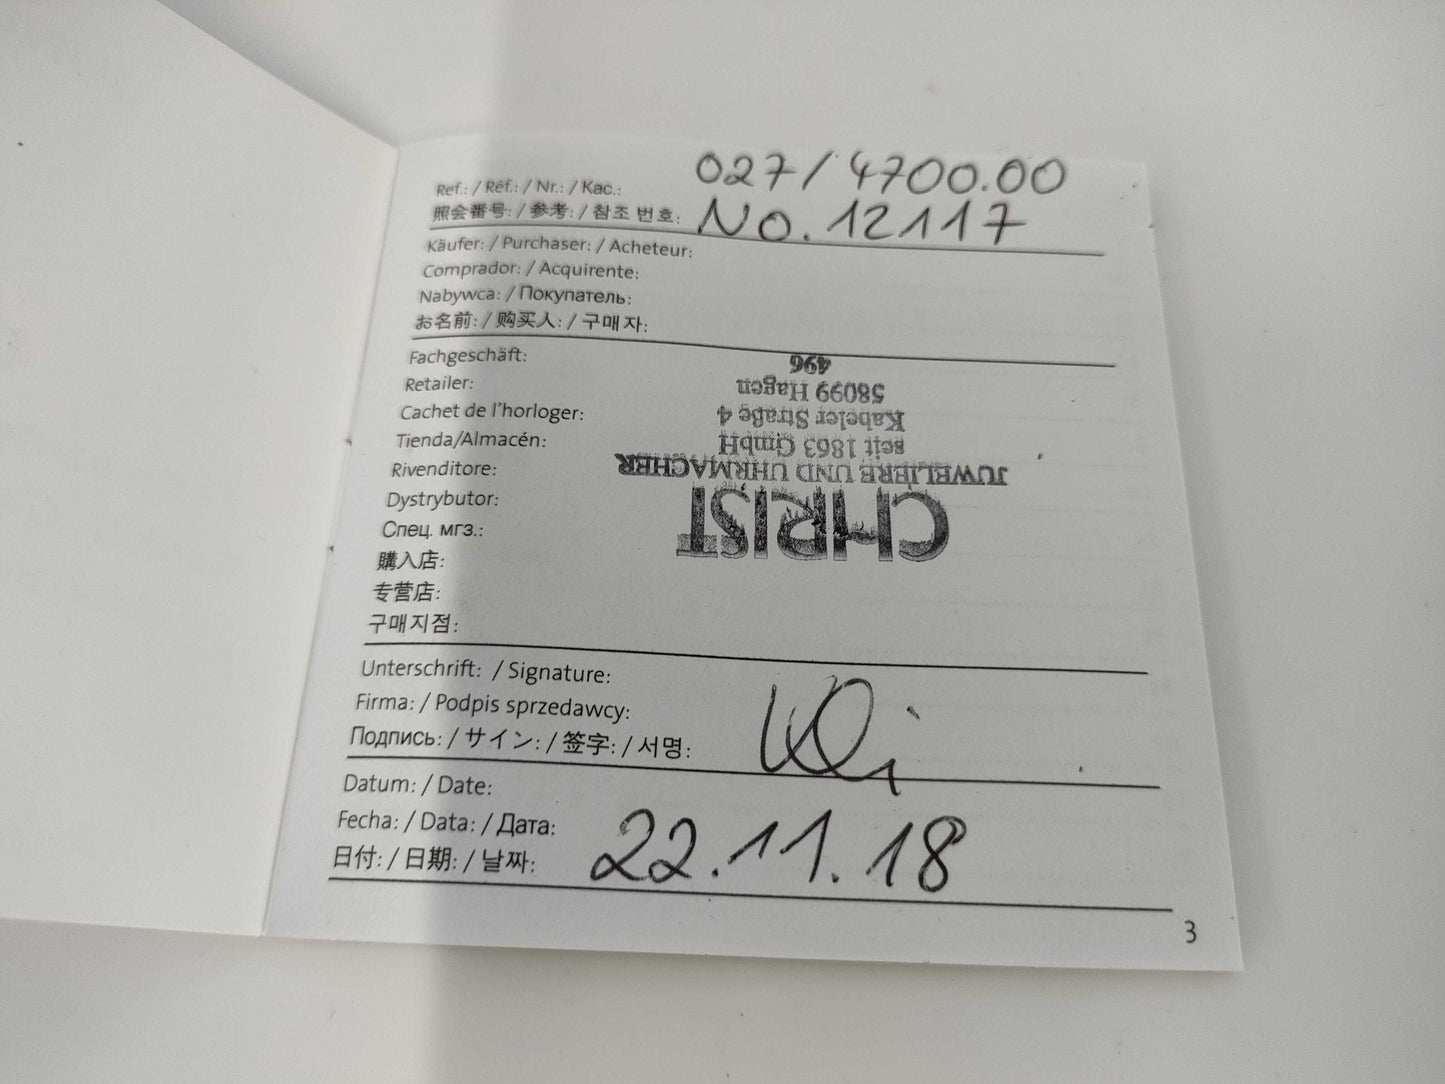 027/4700.00
Ref.: / Réf.: / Nr.: / Кас.:
照会番号: / 参考: / 참조 번호: No. 12117
Käufer: / Purchaser: / Acheteur:
Comprador: / Acquirente:
Nabywca: / Покупатель:
お名前: / 购买人: / 구매자:
Fachgeschäft:
Retailer:
Cachet de l'horloger:
Tienda/Almacén:
Rivenditore:
Dystrybutor:
Спец. мгз.:
購入店:
专营店:
구매지점:
CHRIST
JUWELIERE UND UHRMACHER
seit 1863 GmbH
Kabeler Straße 4
58099 Hagen
496
Unterschrift: / Signature:
Firma: / Podpis sprzedawcy:
Подпись: / サイン: / 签字: / 서명:
Datum: / Date:
Fecha: / Data: / Дата:
日付: / 日期: / 날짜: 22.11.18
3